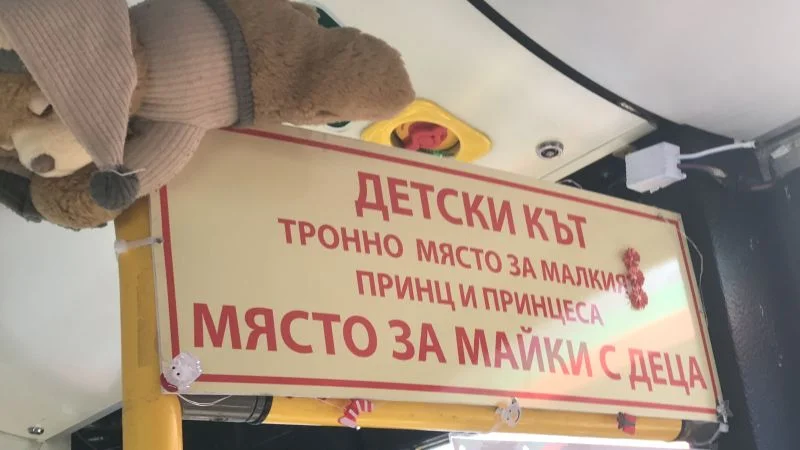 ДЕТСКИ КЪТ
ТРОННО МЯСТО ЗА МАЛКИЯ
ПРИНЦ И ПРИНЦЕСА
МЯСТО ЗА МАЙКИ С ДЕЦА